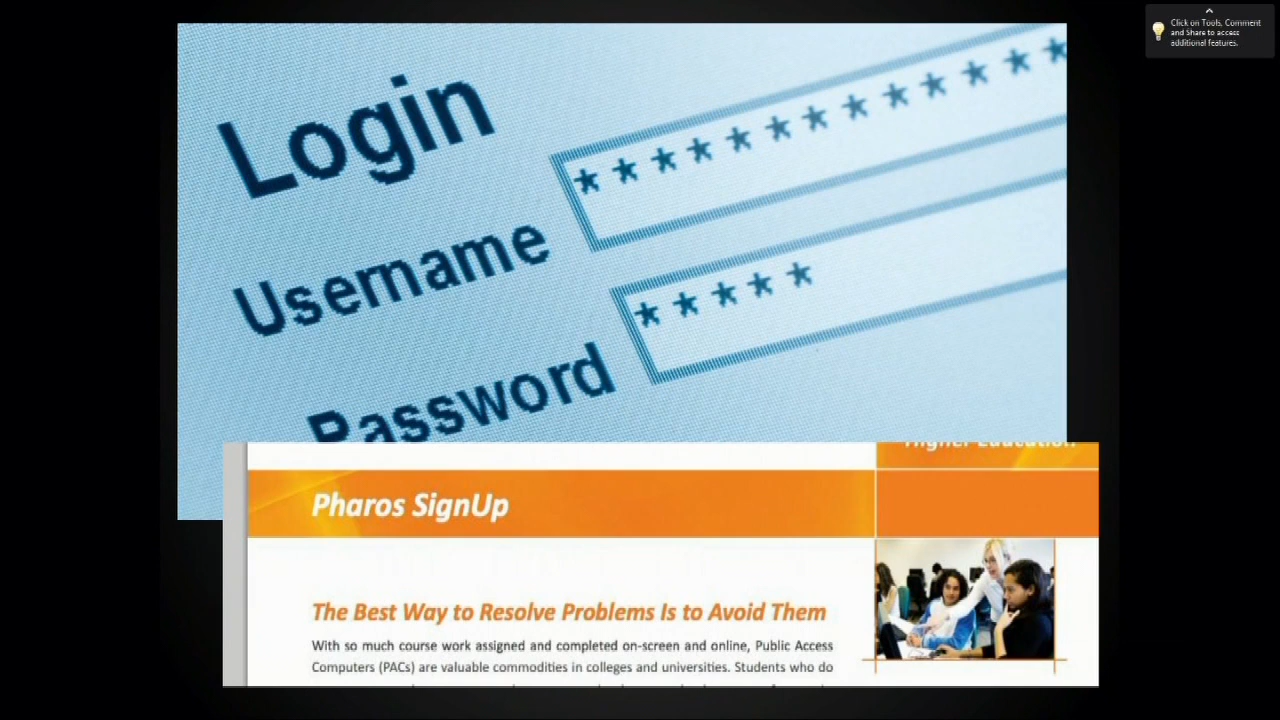 Click on Tools, Comment
and Share to access
additional features.
Login
Username
* * * * * * * * * * * * *
Password
* * * * *
Higher Education
Pharos SignUp
The Best Way to Resolve Problems Is to Avoid Them
With so much course work assigned and completed on-screen and online, Public Access
Computers (PACs) are valuable commodities in colleges and universities. Students who do